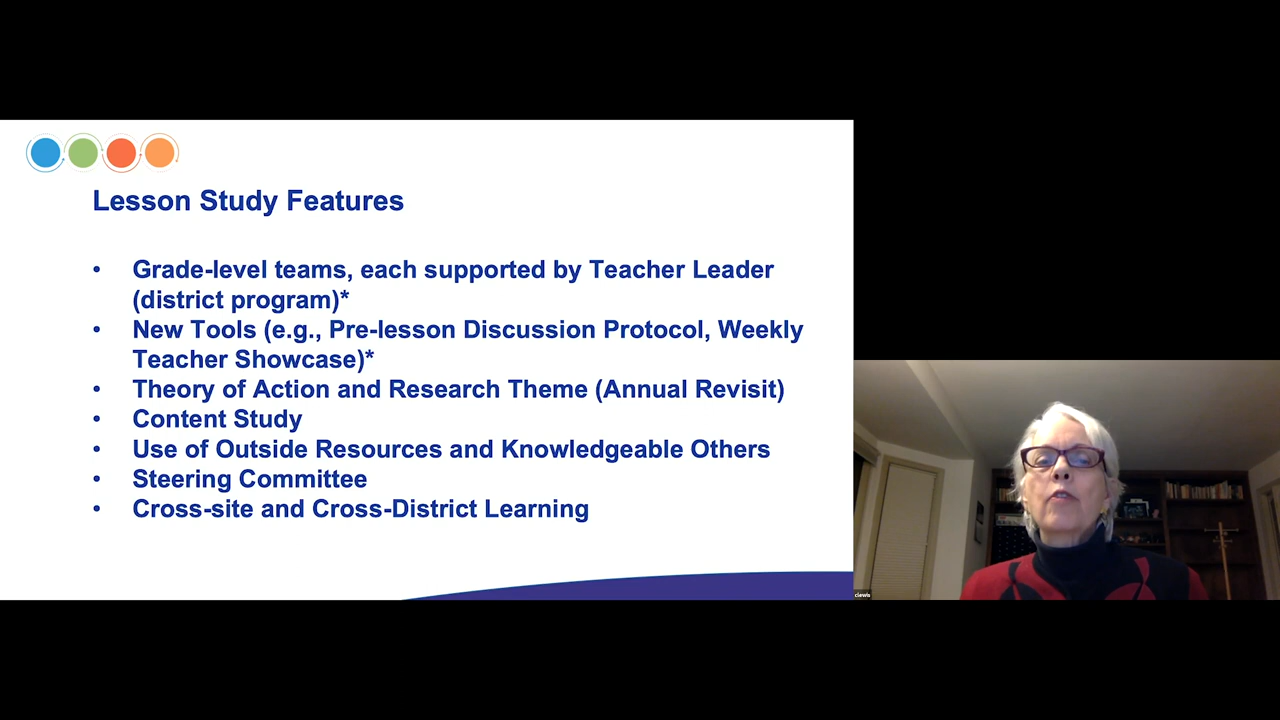 Lesson Study Features
• Grade-level teams, each supported by Teacher Leader
(district program)*
• New Tools (e.g., Pre-lesson Discussion Protocol, Weekly
Teacher Showcase)*
• Theory of Action and Research Theme (Annual Revisit)
• Content Study
• Use of Outside Resources and Knowledgeable Others
• Steering Committee
• Cross-site and Cross-District Learning
clewis